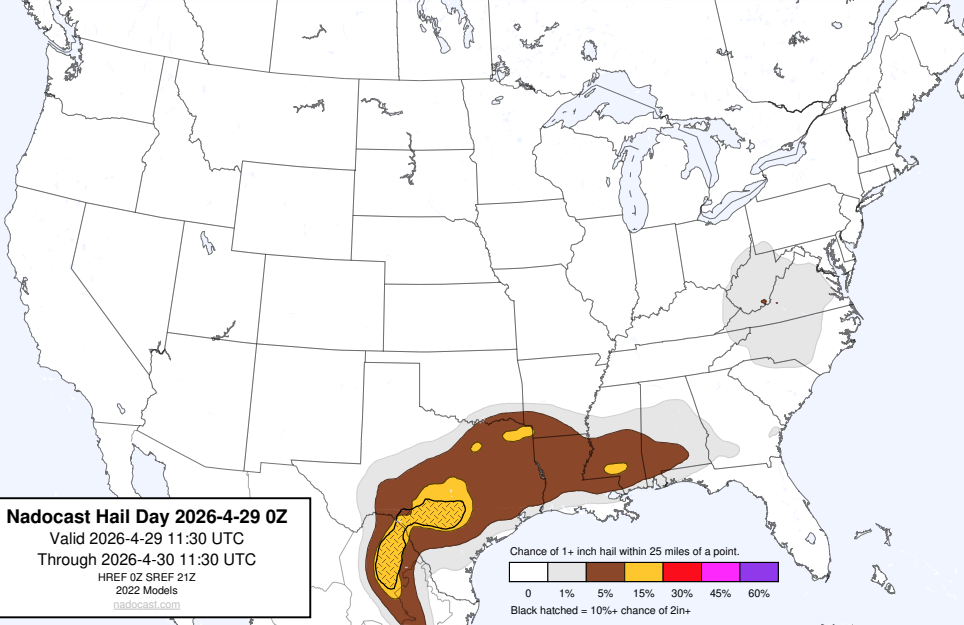 Nadocast Hail Day 2026-4-29 0Z
Valid 2026-4-29 11:30 UTC
Through 2026-4-30 11:30 UTC
HREF 0Z SREF 21Z
2022 Models
nadocast.com
Chance of 1+ inch hail within 25 miles of a point.
0 1% 5% 15% 30% 45% 60%
Black hatched = 10%+ chance of 2in+